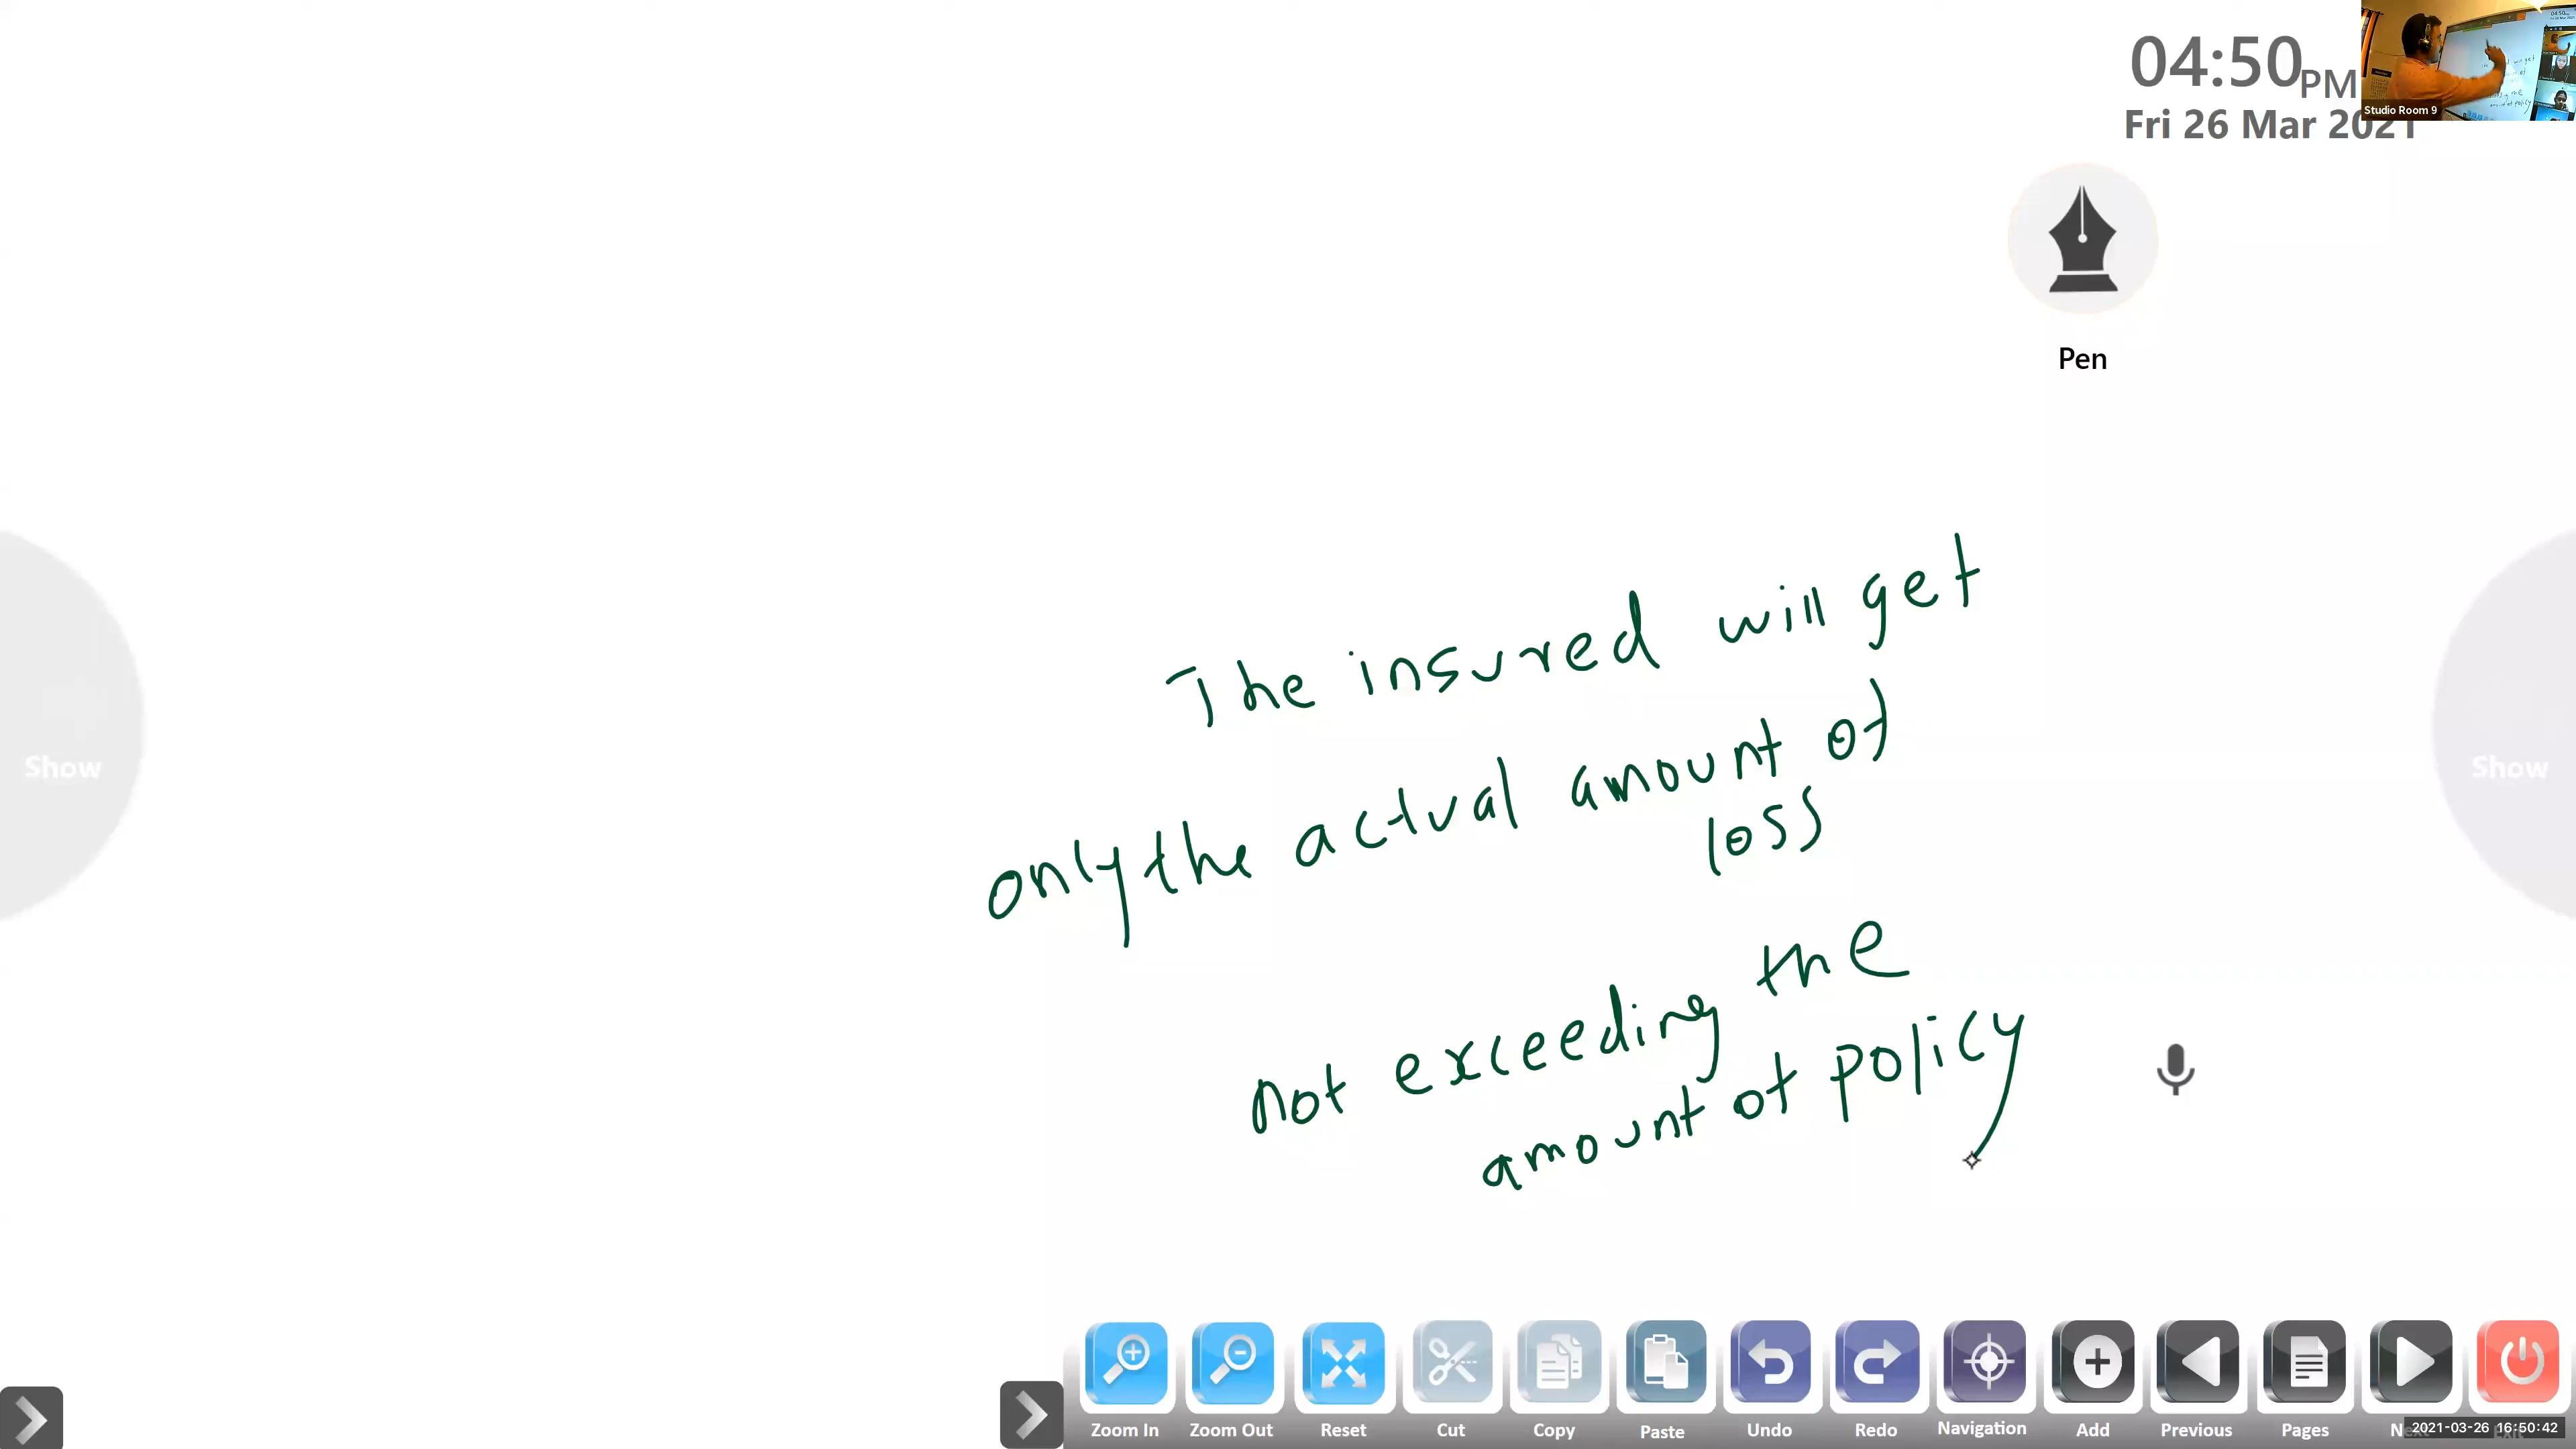 04:50PM
Fri 26 Mar 2021
Studio Room 9
Pen
The insured will get
only the actual amount of
loss
not exceeding the
amount of policy
Show
Show
Zoom In Zoom Out Reset Cut Copy Paste Undo Redo Navigation Add Previous Pages
2021-03-26 16:50:42